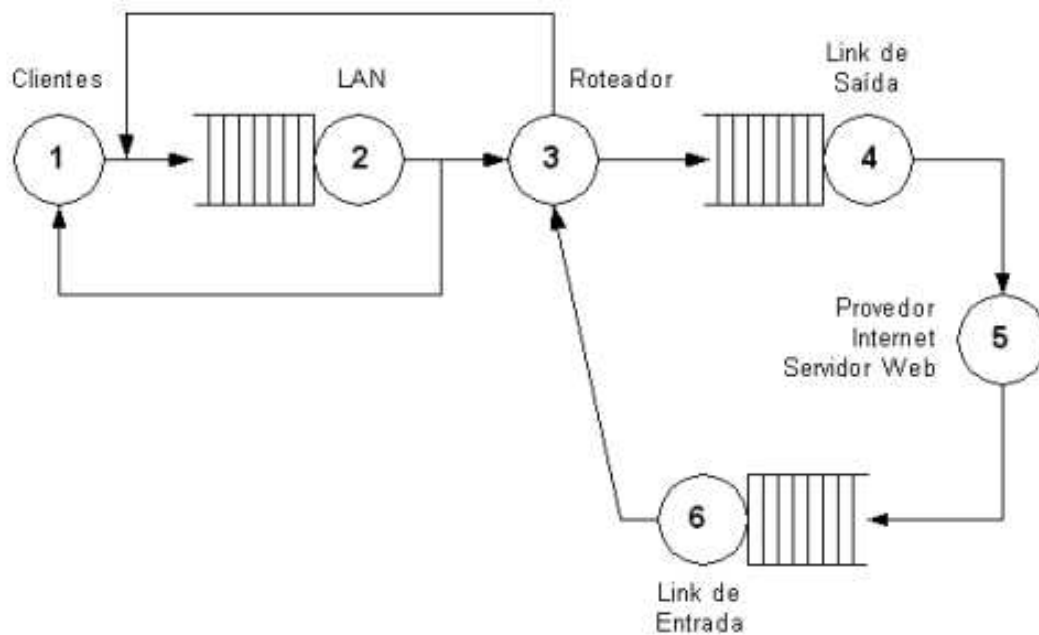 Clientes
LAN
Roteador
Link de
Saída
1
2
3
4
Provedor
Internet
Servidor Web
5
6
Link de
Entrada